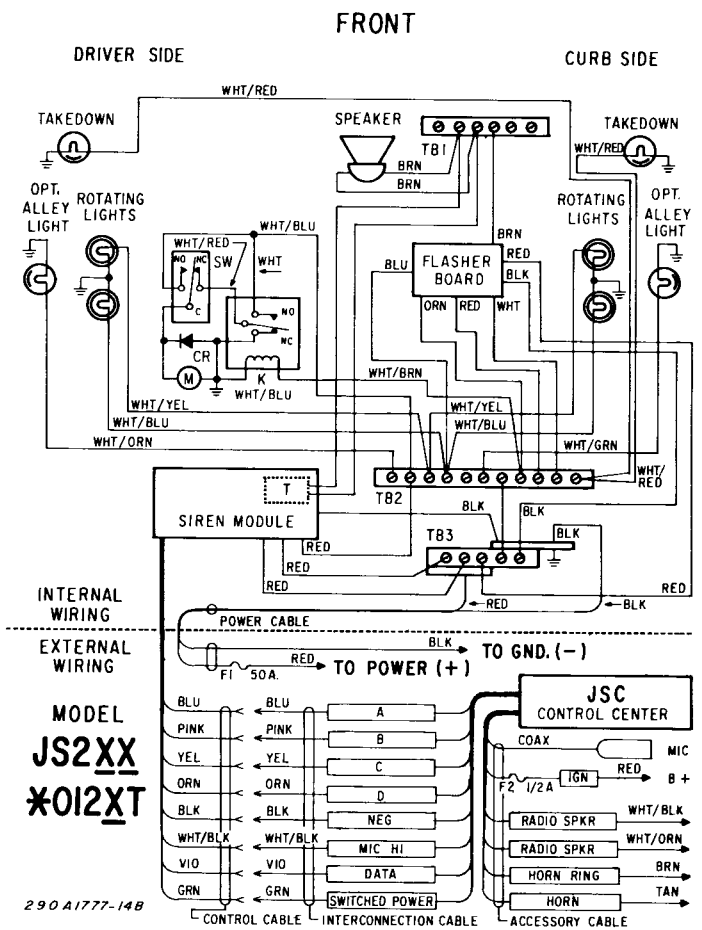 FRONT
DRIVER SIDE
CURB SIDE
WHT/RED
TAKEDOWN
SPEAKER
TB1
TAKEDOWN
WHT/RED
BRN
BRN
OPT.
ALLEY
LIGHT
ROTATING
LIGHTS
ROTATING
LIGHTS
OPT.
ALLEY
LIGHT
WHT/BLU
WHT/RED
WHT
NO
NC
SW
C
NO
NC
CR
M
K
BRN
RED
BLK
BLU
FLASHER
BOARD
ORN
RED
WHT
WHT/BRN
WHT/BLU
WHT/YEL
WHT/BLU
WHT/ORN
WHT/YEL
WHT/BLU
WHT/GRN
WHT/
RED
TB2
T
SIREN MODULE
BLK
BLK
BLK
TB3
RED
RED
RED
RED
RED
BLK
INTERNAL
WIRING
POWER CABLE
EXTERNAL
WIRING
BLK
TO GND. (-)
RED
TO POWER (+)
F1 50A.
MODEL
JS2XX
*012XT
JSC
CONTROL CENTER
BLU
BLU
A
PINK
PINK
B
YEL
YEL
C
ORN
ORN
D
BLK
BLK
NEG
WHT/BLK
WHT/BLK
MIC HI
VIO
VIO
DATA
GRN
GRN
SWITCHED POWER
COAX
MIC
F2 1/2A
IGN
RED
B +
RADIO SPKR
WHT/BLK
RADIO SPKR
WHT/ORN
HORN RING
BRN
HORN
TAN
290A1777-14B
CONTROL CABLE
INTERCONNECTION CABLE
ACCESSORY CABLE